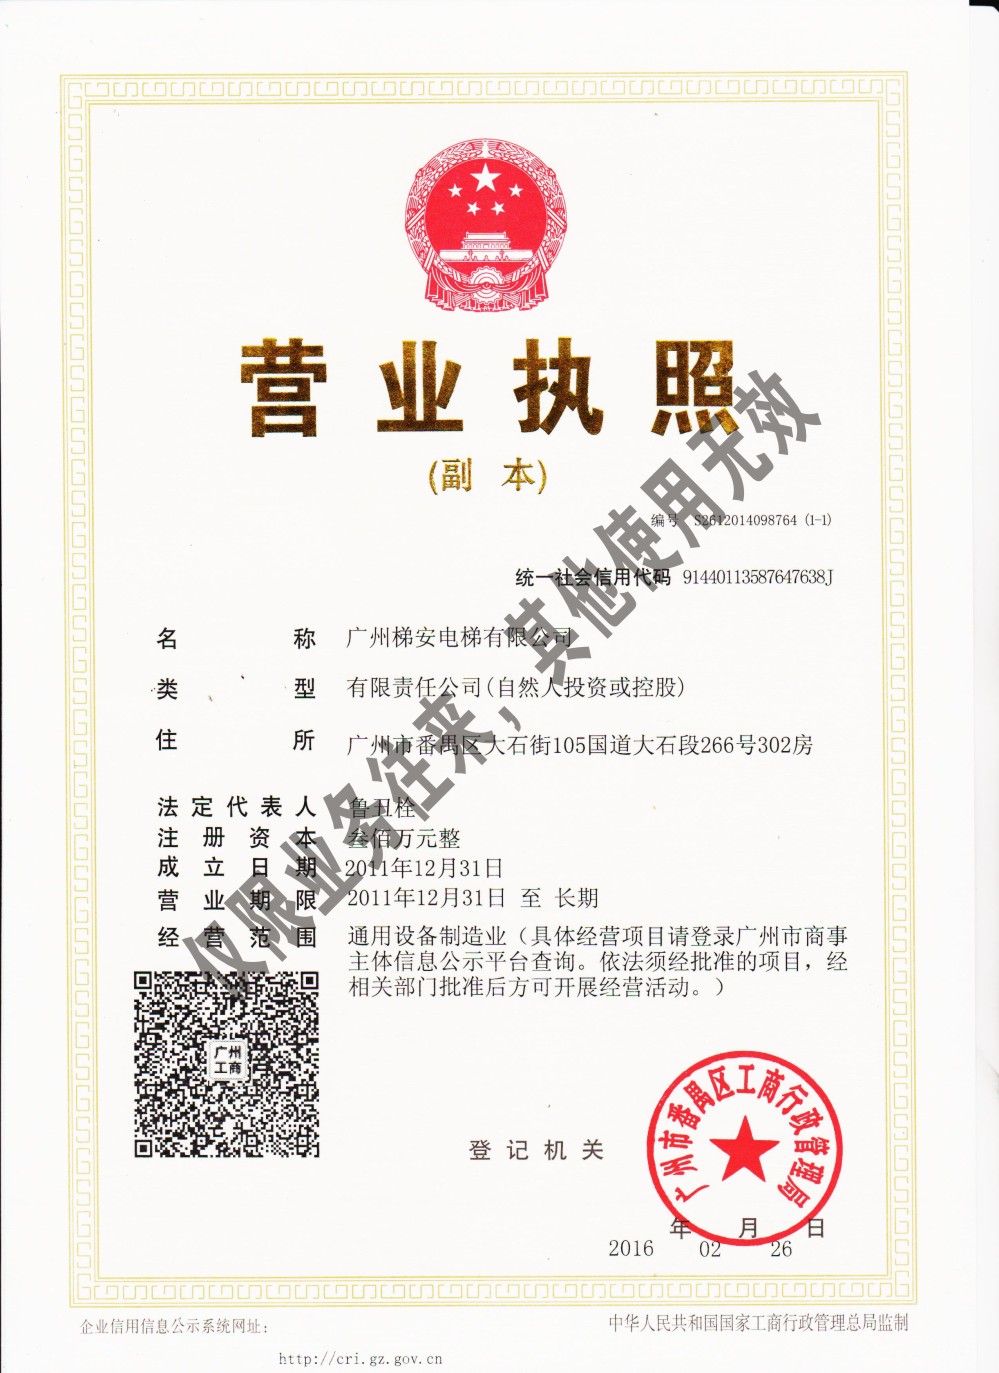 营业执照
(副 本)
编号 S2612014098764 (1-1)
统一社会信用代码 91440113587647638J
名称 广州梯安电梯有限公司
类型 有限责任公司(自然人投资或控股)
住所 广州市番禺区大石街105国道大石段266号302房
法定代表人 鲁丑栓
注册资本 叁佰万元整
成立日期 2011年12月31日
营业期限 2011年12月31日 至 长期
经营范围 通用设备制造业（具体经营项目请登录广州市商事
主体信息公示平台查询。依法须经批准的项目，经
相关部门批准后方可开展经营活动。）
仅限业务往来，其他使用无效
广州
工商
登记机关
广州市番禺区工商行政管理局
年 月 日
2016 02 26
企业信用信息公示系统网址：
http://cri.gz.gov.cn
中华人民共和国国家工商行政管理总局监制